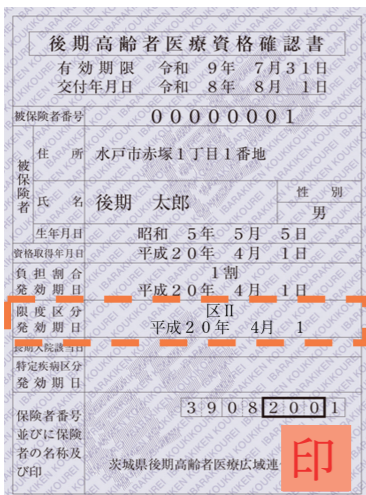 後期高齢者医療資格確認書
有効期限 令和 9年 7月31日
交付年月日 令和 8年 8月 1日
被保険者番号 00000001
被保険者
住所 水戸市赤塚1丁目1番地
氏名 後期 太郎
性別
男
生年月日 昭和 5年 5月 5日
資格取得年月日 平成20年 4月 1日
負担割合 1割
発効期日 平成20年 4月 1日
限度区分 区Ⅱ
発効期日 平成20年 4月 1
長期入院該当日
特定疾病区分
発効期日
保険者番号 39082001
並びに保険
者の名称及
び印
茨城県後期高齢者医療広域連
印